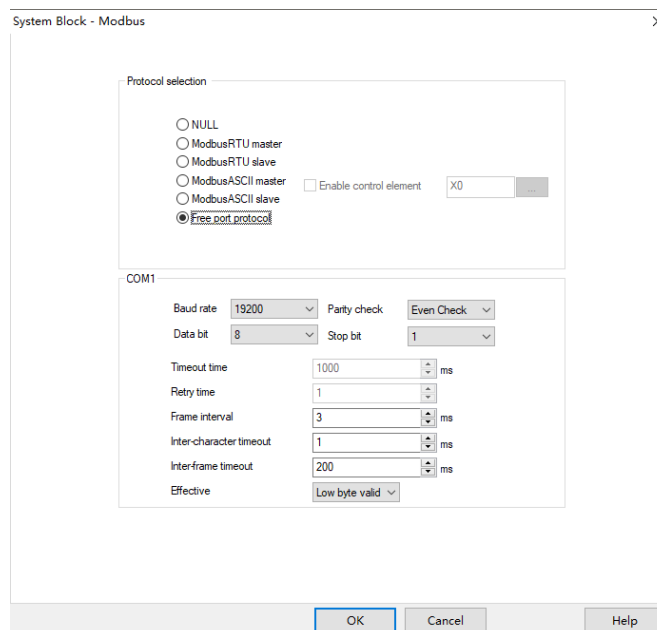 System Block - Modbus
Protocol selection
NULL
ModbusRTU master
ModbusRTU slave
ModbusASCII master
Enable control element
X0
...
ModbusASCII slave
Free port protocol
COM1
Baud rate 19200 Parity check Even Check
Data bit 8 Stop bit 1
Timeout time 1000 ms
Retry time 1
Frame interval 3 ms
Inter-character timeout 1 ms
Inter-frame timeout 200 ms
Effective Low byte valid
OK Cancel Help